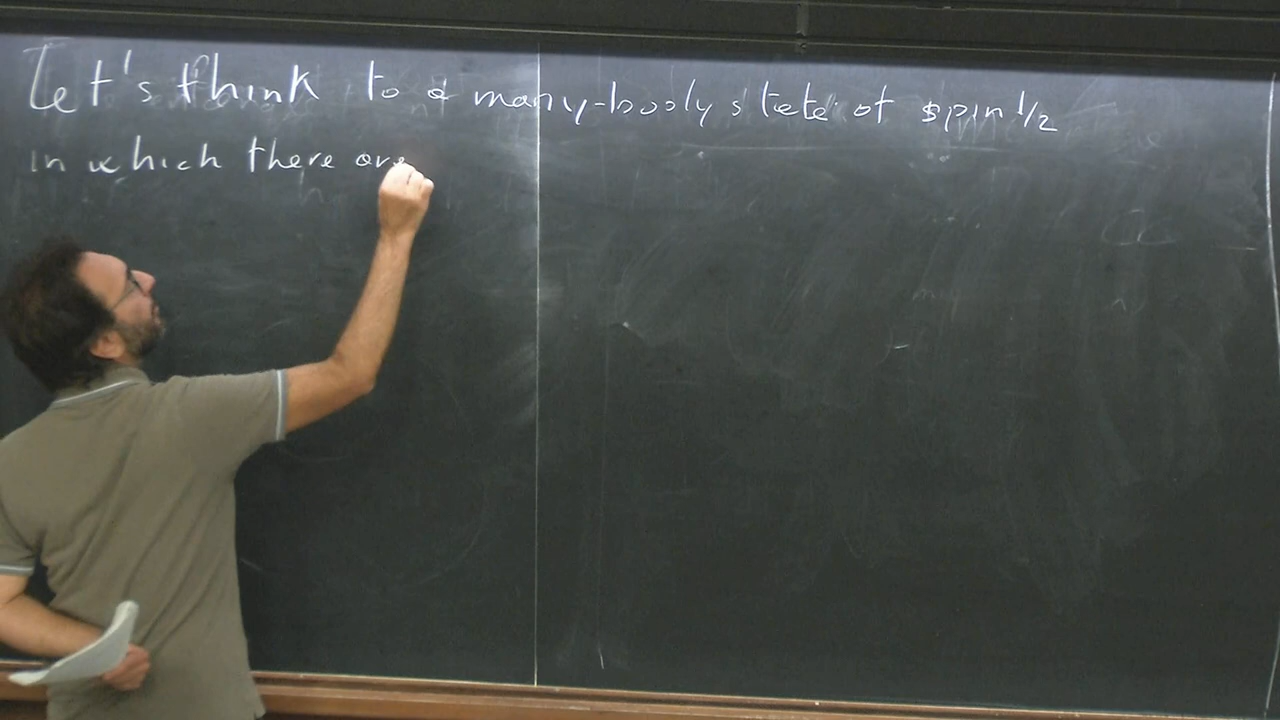 Let's think to a many-body state of spin 1/2
in which there are